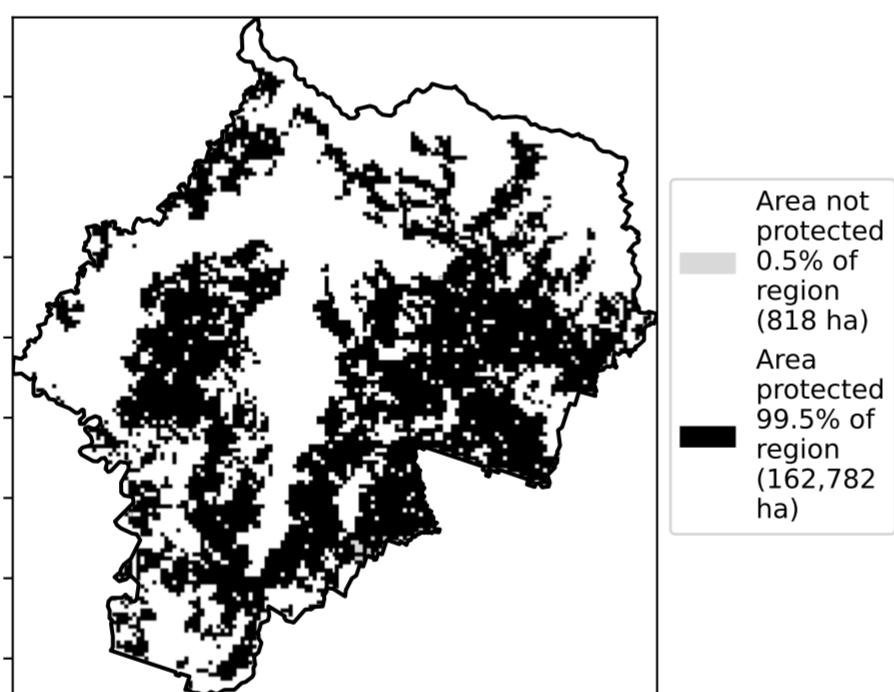 Area not
protected
0.5% of
region
(818 ha)
Area
protected
99.5% of
region
(162,782
ha)